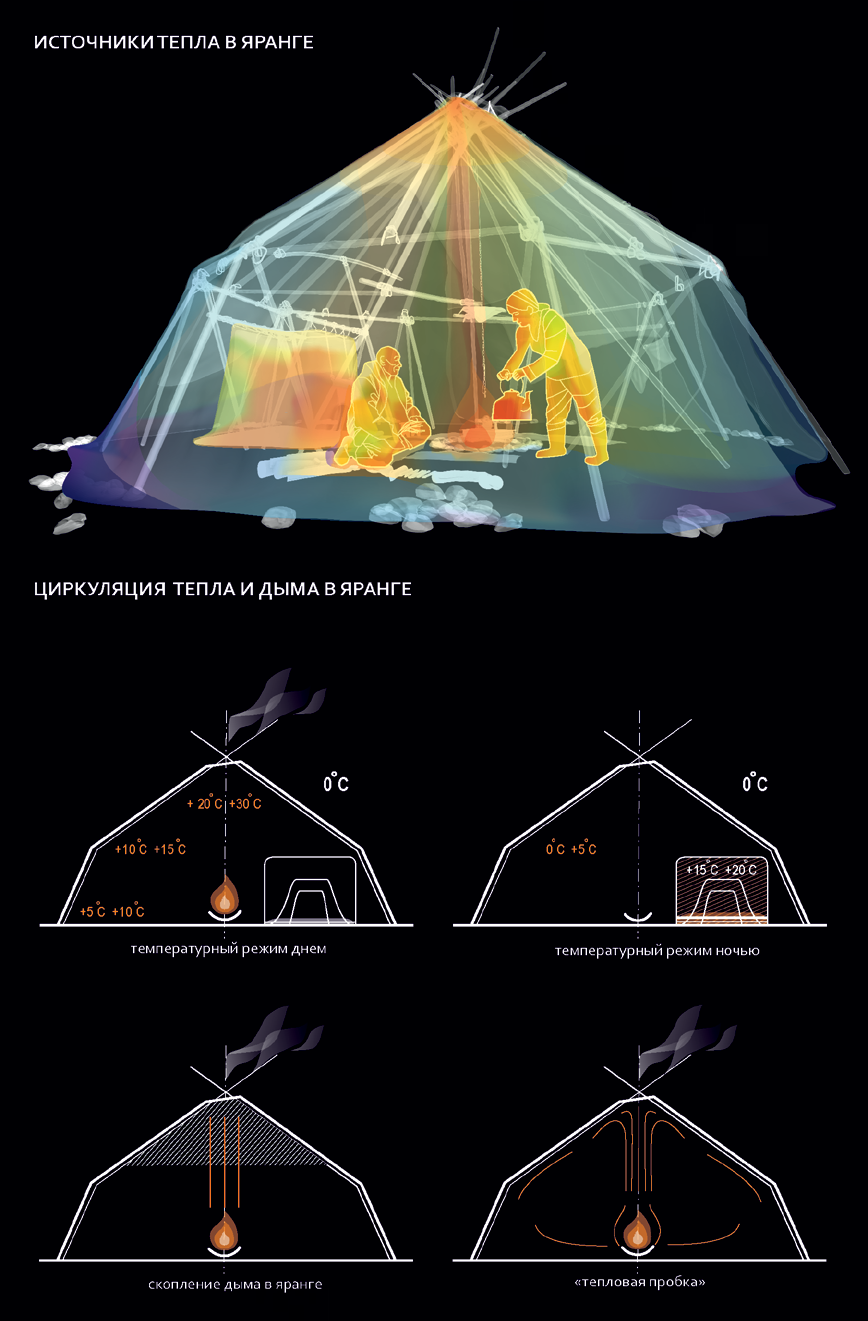 ИСТОЧНИКИ ТЕПЛА В ЯРАНГЕ
ЦИРКУЛЯЦИЯ ТЕПЛА И ДЫМА В ЯРАНГЕ
0°C
+ 20°C +30°C
+10°C +15°C
+5°C +10°C
температурный режим днем
0°C
0°C +5°C
+15°C +20°C
температурный режим ночью
скопление дыма в яранге
«тепловая пробка»